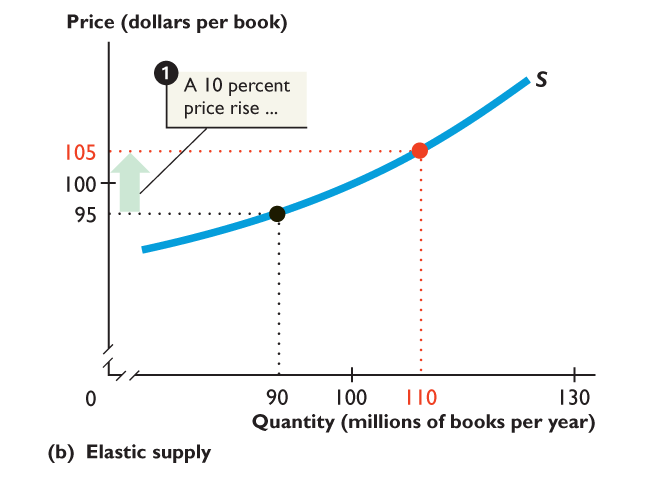 Price (dollars per book)
1
A 10 percent
price rise ...
S
105
100
95
0
90 100 110 130
Quantity (millions of books per year)
(b) Elastic supply